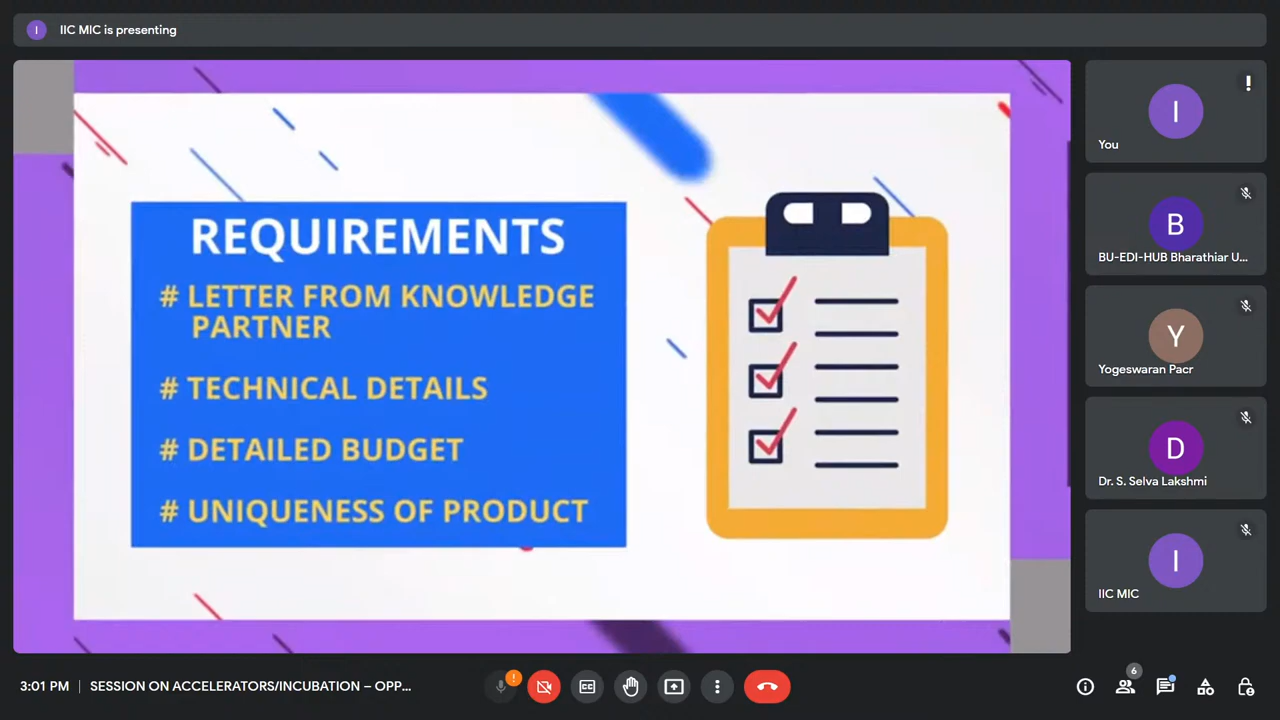 I
IIC MIC is presenting
REQUIREMENTS
# LETTER FROM KNOWLEDGE
PARTNER
# TECHNICAL DETAILS
# DETAILED BUDGET
# UNIQUENESS OF PRODUCT
I
You
B
BU-EDI-HUB Bharathiar U...
Y
Yogeswaran Pacr
D
Dr. S. Selva Lakshmi
I
IIC MIC
3:01 PM | SESSION ON ACCELERATORS/INCUBATION – OPP...
CC
6